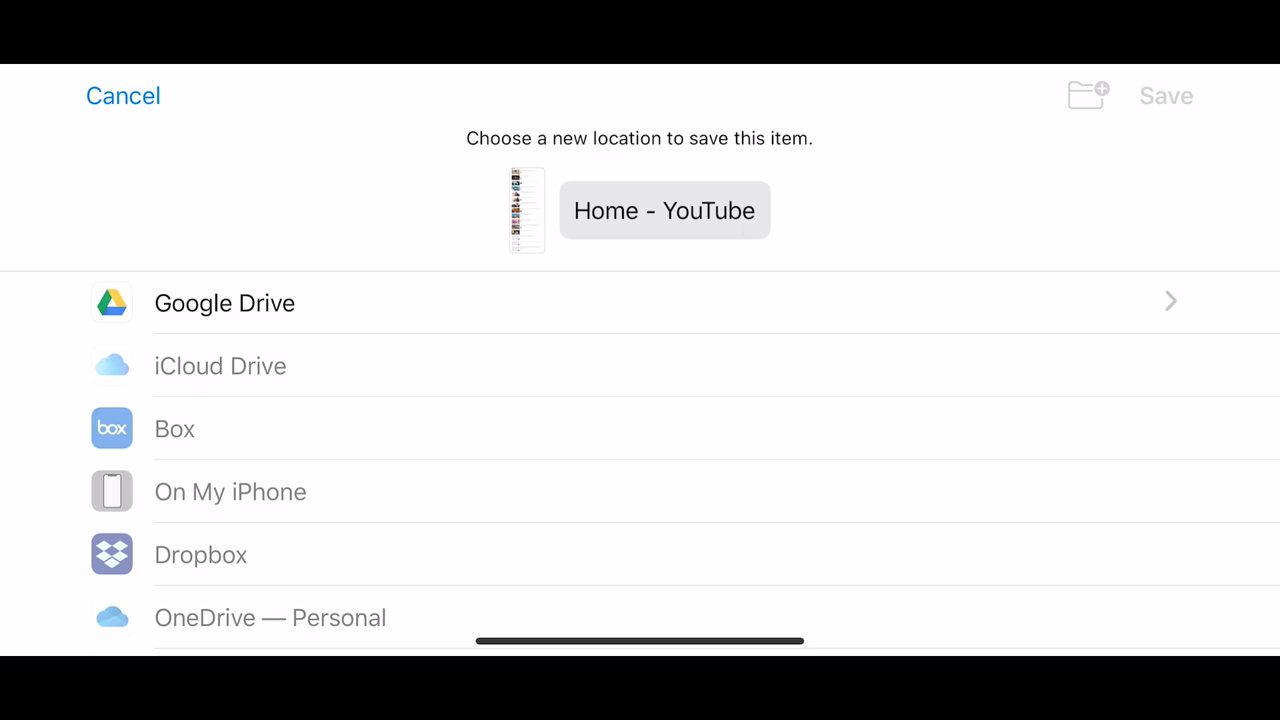 Cancel
Save
Choose a new location to save this item.
Home - YouTube
Google Drive
iCloud Drive
box
Box
On My iPhone
Dropbox
OneDrive — Personal